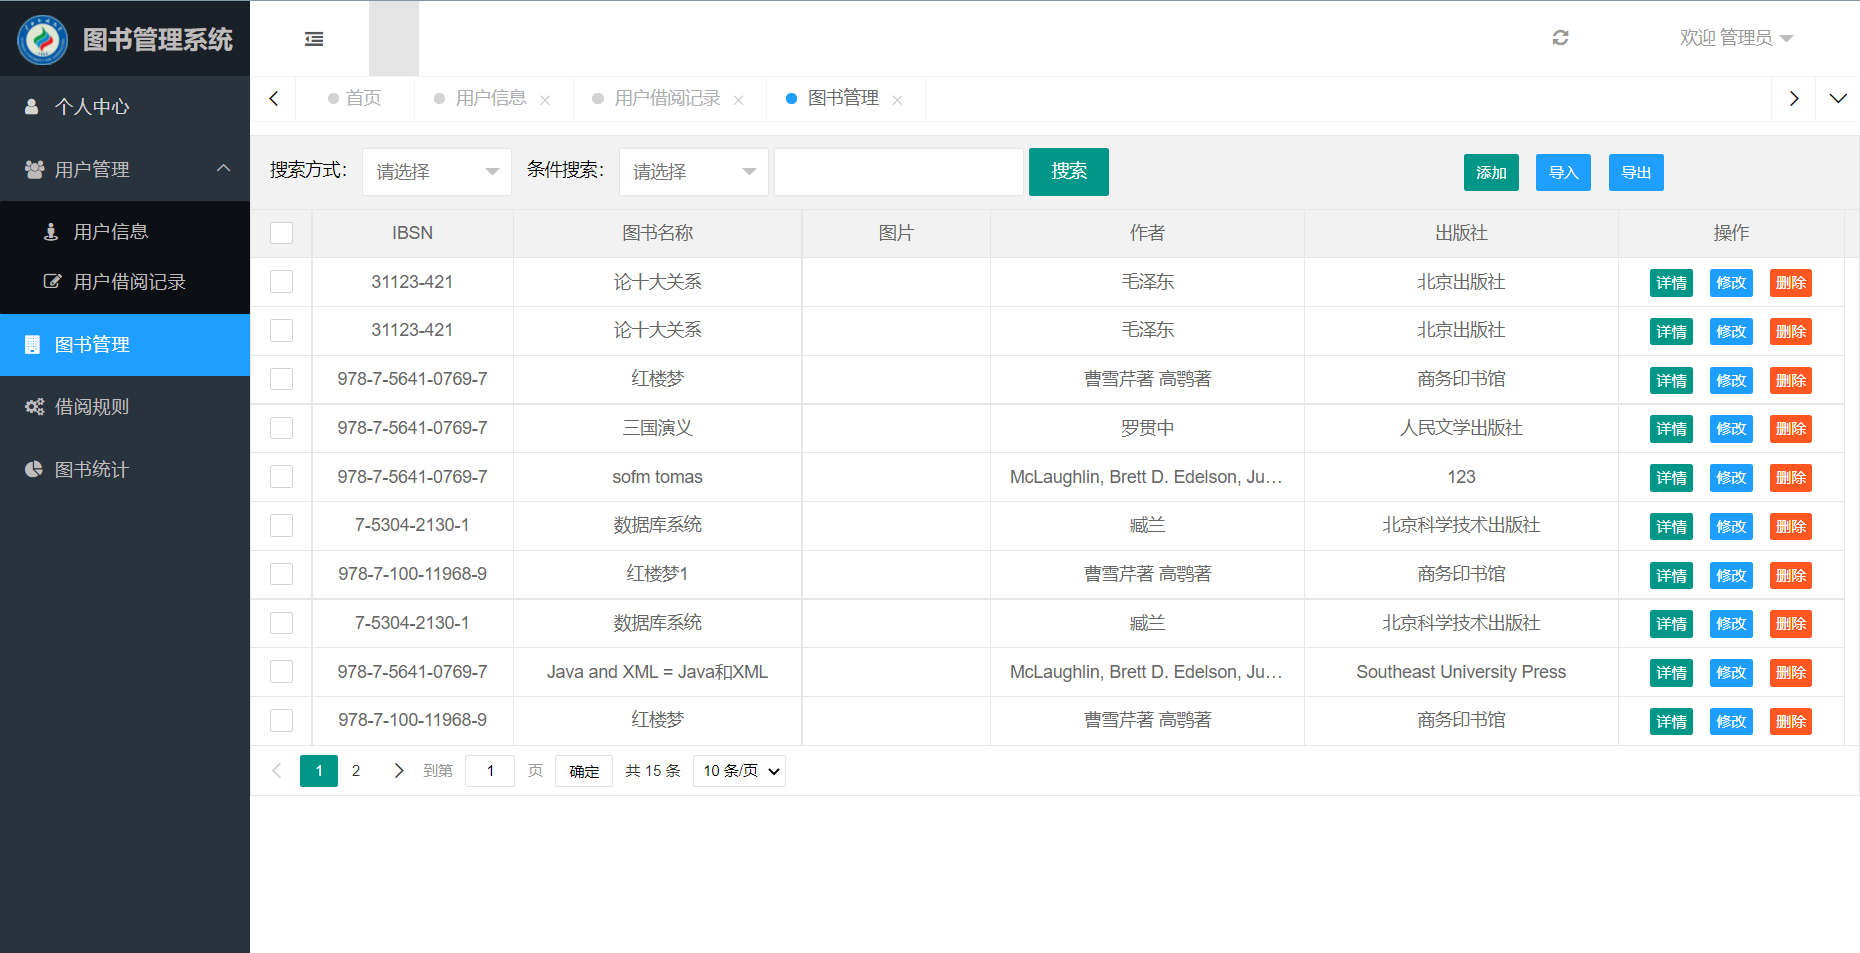 图书管理系统
欢迎 管理员
个人中心
用户管理
用户信息
用户借阅记录
图书管理
借阅规则
图书统计
首页 用户信息 用户借阅记录 图书管理
搜索方式： 请选择 条件搜索： 请选择 搜索 添加 导入 导出
IBSN 图书名称 图片 作者 出版社 操作
31123-421 论十大关系 毛泽东 北京出版社 详情 修改 删除
31123-421 论十大关系 毛泽东 北京出版社 详情 修改 删除
978-7-5641-0769-7 红楼梦 曹雪芹著 高鹗著 商务印书馆 详情 修改 删除
978-7-5641-0769-7 三国演义 罗贯中 人民文学出版社 详情 修改 删除
978-7-5641-0769-7 sofm tomas McLaughlin, Brett D. Edelson, Ju… 123 详情 修改 删除
7-5304-2130-1 数据库系统 臧兰 北京科学技术出版社 详情 修改 删除
978-7-100-11968-9 红楼梦1 曹雪芹著 高鹗著 商务印书馆 详情 修改 删除
7-5304-2130-1 数据库系统 臧兰 北京科学技术出版社 详情 修改 删除
978-7-5641-0769-7 Java and XML = Java和XML McLaughlin, Brett D. Edelson, Ju… Southeast University Press 详情 修改 删除
978-7-100-11968-9 红楼梦 曹雪芹著 高鹗著 商务印书馆 详情 修改 删除
1 2 到第 1 页 确定 共 15 条 10 条/页